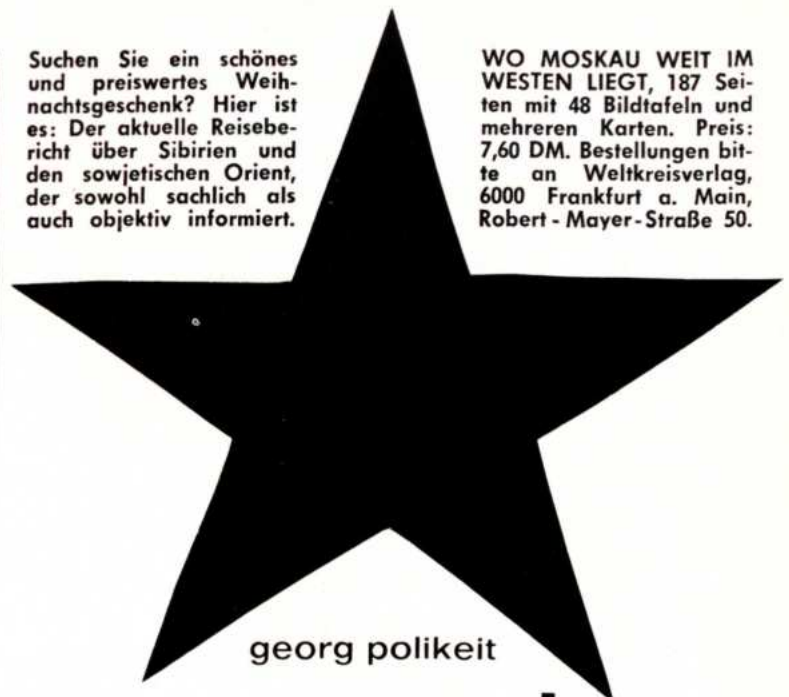 Suchen Sie ein schönes
und preiswertes Weih-
nachtsgeschenk? Hier ist
es: Der aktuelle Reisebe-
richt über Sibirien und
den sowjetischen Orient,
der sowohl sachlich als
auch objektiv informiert.
WO MOSKAU WEIT IM
WESTEN LIEGT, 187 Sei-
ten mit 48 Bildtafeln und
mehreren Karten. Preis:
7,60 DM. Bestellungen bit-
te an Weltkreisverlag,
6000 Frankfurt a. Main,
Robert-Mayer-Straße 50.
georg polikeit